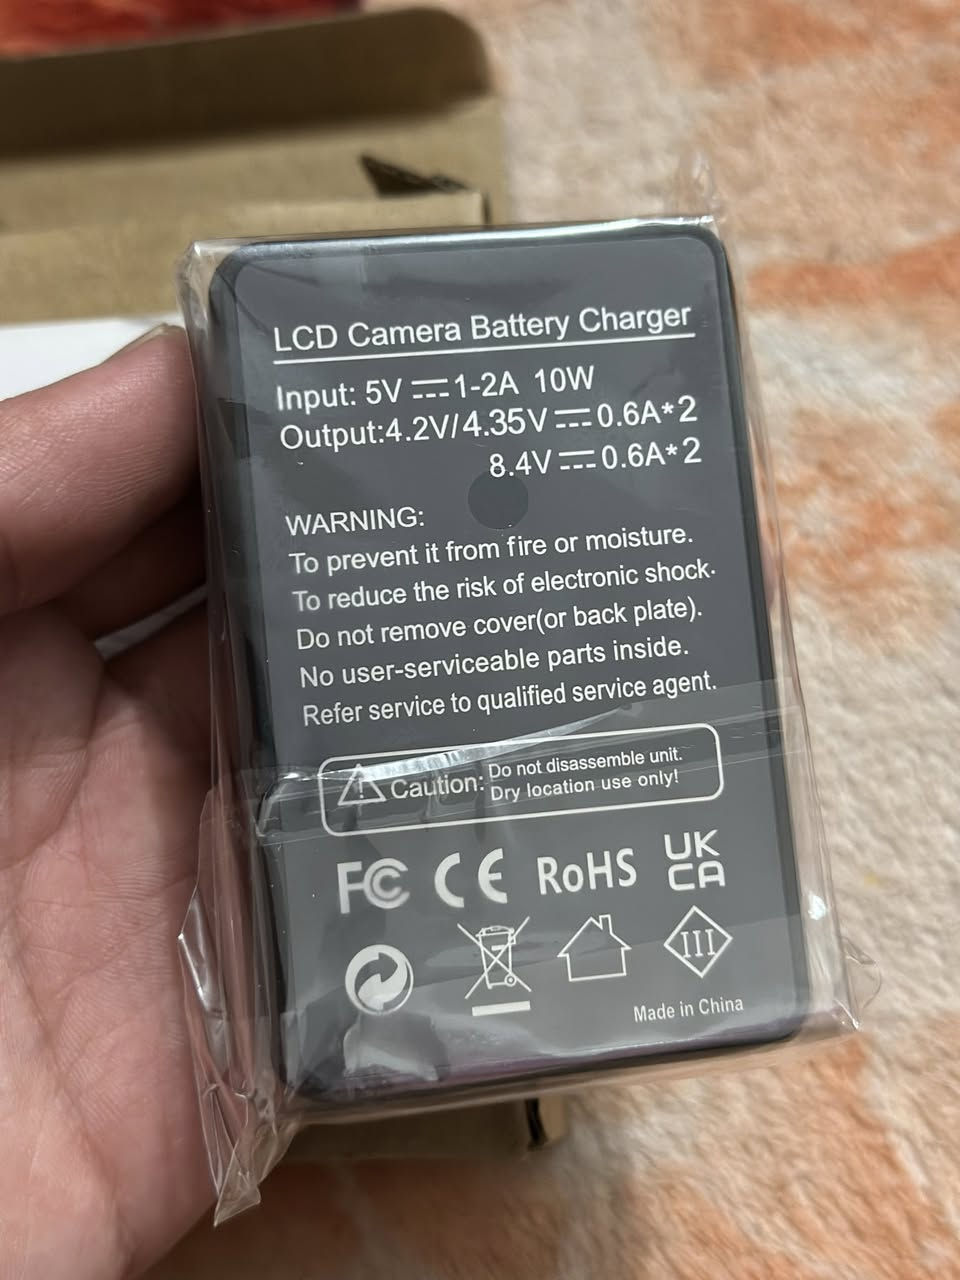 LCD Camera Battery Charger
Input: 5V ⎓1-2A 10W
Output:4.2V/4.35V⎓0.6A*2
8.4V⎓0.6A*2
WARNING:
To prevent it from fire or moisture.
To reduce the risk of electronic shock.
Do not remove cover(or back plate).
No user-serviceable parts inside.
Refer service to qualified service agent.
Caution: Do not disassemble unit.
Dry location use only!
FC CE RoHS UK
CA
III
Made in China